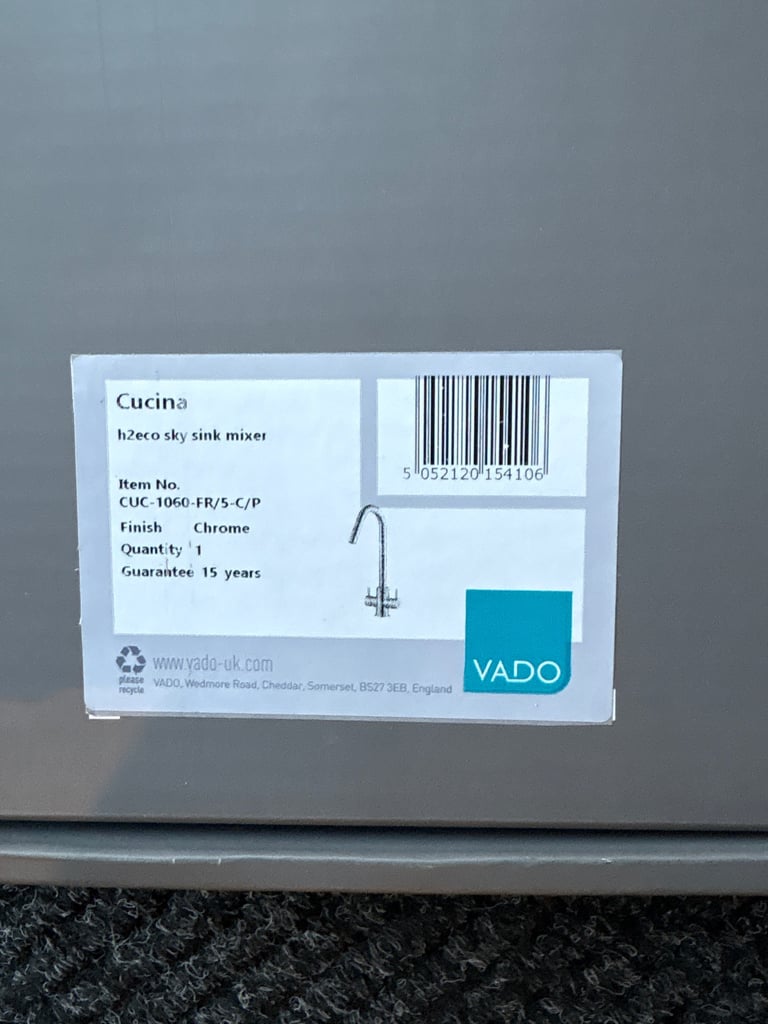 Cucina
h2eco sky sink mixer
Item No.
CUC-1060-FR/5-C/P
Finish Chrome
Quantity 1
Guarantee 15 years
5 052120 154106
VADO
please
recycle
www.vado-uk.com
VADO, Wedmore Road, Cheddar, Somerset, BS27 3EB, England